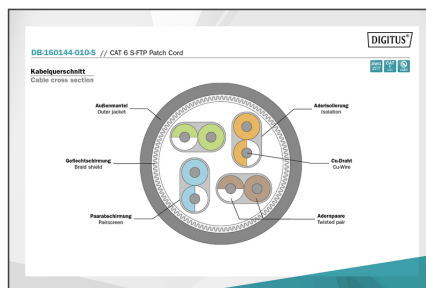 DIGITUS®
DB-160144-010-S // CAT 6 S-FTP Patch Cord
Kabelquerschnitt
Cable cross section
Außenmantel
Outer jacket
Aderisolierung
Isolation
Geflechtschirmung
Braid shield
Cu-Draht
Cu-Wire
Paarabschirmung
Pairscreen
Adernpaare
Twisted pair